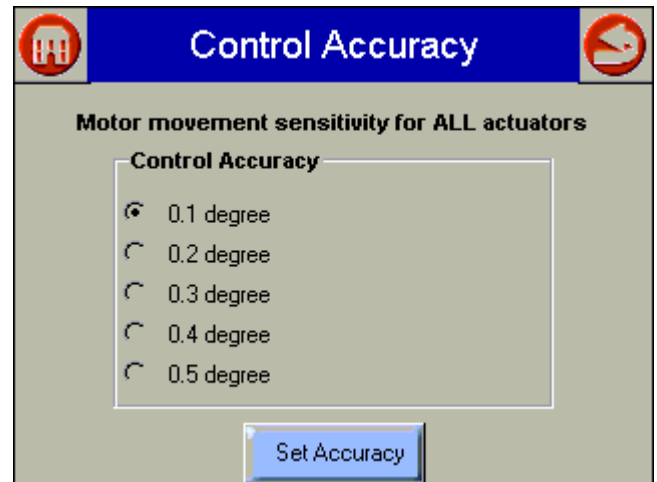 Control Accuracy
Motor movement sensitivity for ALL actuators
Control Accuracy
0.1 degree
0.2 degree
0.3 degree
0.4 degree
0.5 degree
Set Accuracy